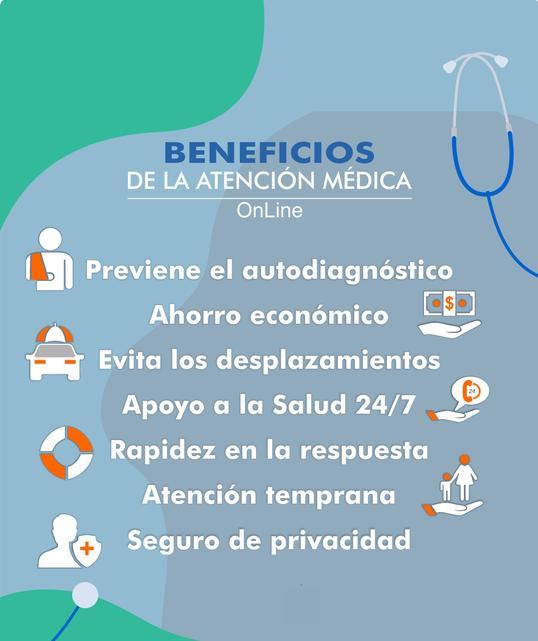 BENEFICIOS
DE LA ATENCIÓN MÉDICA
OnLine
Previene el autodiagnóstico
Ahorro económico
$
Evita los desplazamientos
Apoyo a la Salud 24/7
24
Rapidez en la respuesta
Atención temprana
Seguro de privacidad